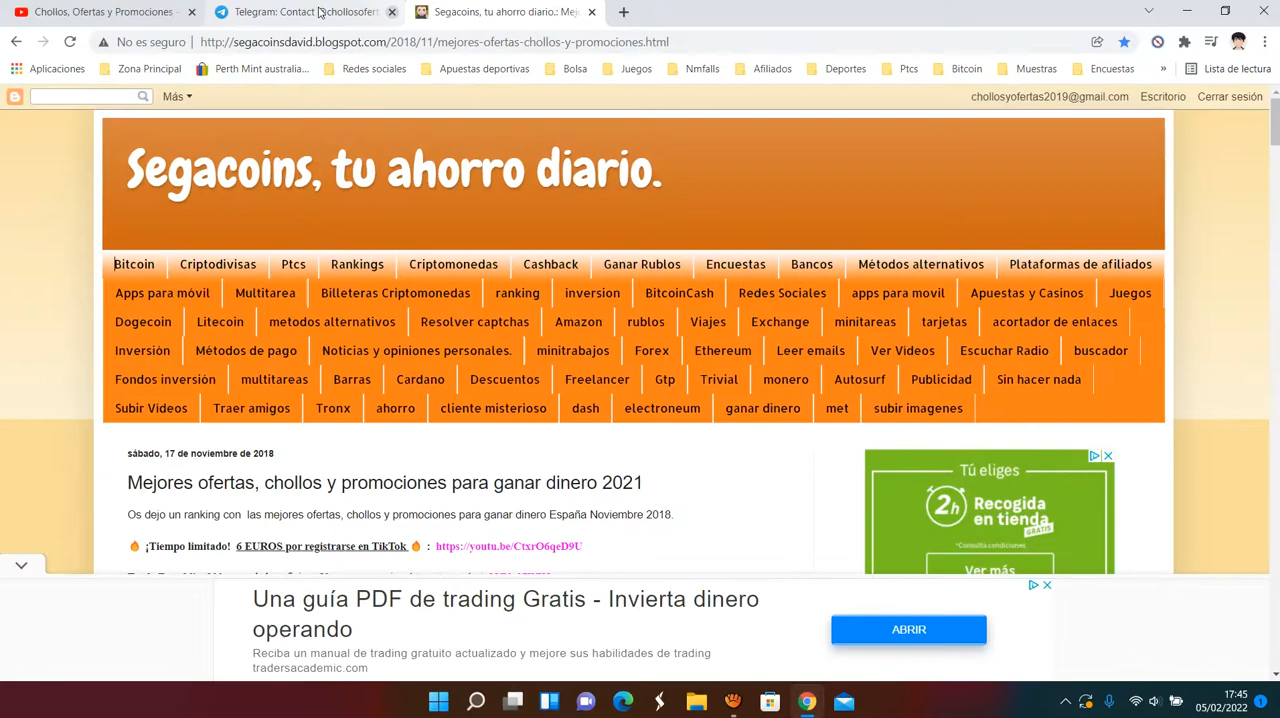 Chollos, Ofertas y Promociones -
Telegram: Contact @chollosofert
Segacoins, tu ahorro diario.: Mej
No es seguro
http://segacoinsdavid.blogspot.com/2018/11/mejores-ofertas-chollos-y-promociones.html
Aplicaciones Zona Principal Perth Mint australia... Redes sociales Apuestas deportivas Bolsa Juegos Nmfalls Afiliados Deportes Ptcs Bitcoin Muestras Encuestas » Lista de lectura
Más chollosyofertas2019@gmail.com Escritorio Cerrar sesión
Segacoins, tu ahorro diario.
Bitcoin Criptodivisas Ptcs Rankings Criptomonedas Cashback Ganar Rublos Encuestas Bancos Métodos alternativos Plataformas de afiliados
Apps para móvil Multitarea Billeteras Criptomonedas ranking inversion BitcoinCash Redes Sociales apps para movil Apuestas y Casinos Juegos
Dogecoin Litecoin metodos alternativos Resolver captchas Amazon rublos Viajes Exchange minitareas tarjetas acortador de enlaces
Inversión Métodos de pago Noticias y opiniones personales. minitrabajos Forex Ethereum Leer emails Ver Videos Escuchar Radio buscador
Fondos inversión multitareas Barras Cardano Descuentos Freelancer Gtp Trivial monero Autosurf Publicidad Sin hacer nada
Subir Videos Traer amigos Tronx ahorro cliente misterioso dash electroneum ganar dinero met subir imagenes
sábado, 17 de noviembre de 2018
Mejores ofertas, chollos y promociones para ganar dinero 2021
Os dejo un ranking con las mejores ofertas, chollos y promociones para ganar dinero España Noviembre 2018.
¡Tiempo limitado! 6 EUROS por registrarse en TikTok : https://youtu.be/CtxrO6qeD9U
Tú eliges
2h Recogida
en tienda
GRATIS
*Consulta condiciones
Ver más
Una guía PDF de trading Gratis - Invierta dinero
operando
Reciba un manual de trading gratuito actualizado y mejore sus habilidades de trading
tradersacademic.com
ABRIR
17:45
05/02/2022